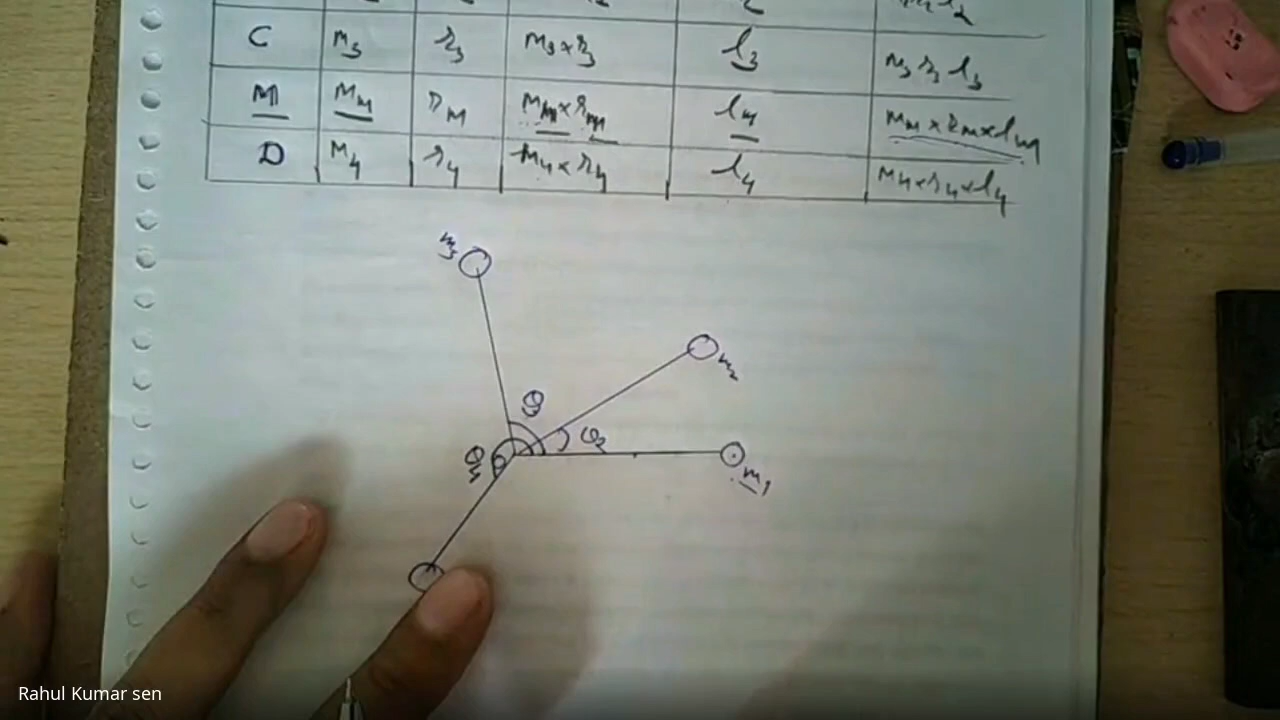 C m3 r3 m3×r3 l3 m3 r3 l3
M MM rM MM×rM lM MM×rM×lM
D M4 r4 M4×r4 l4 M4×r4×l4
m3
m2
θ3
θ2
θ4
m1
Rahul Kumar sen